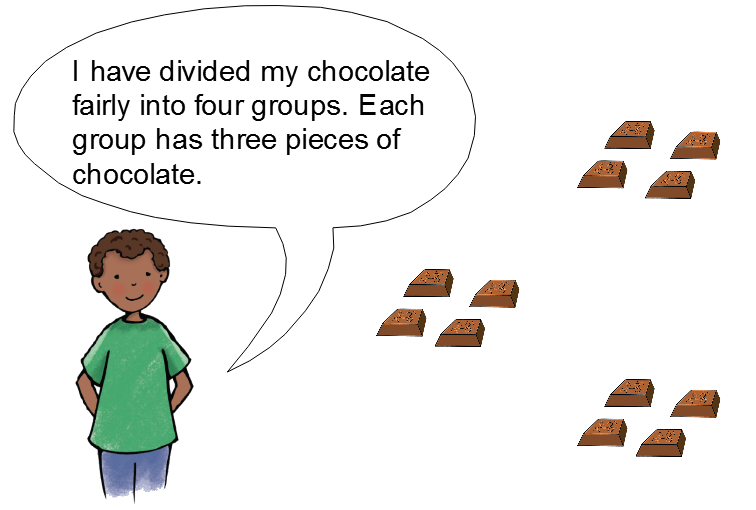 I have divided my chocolate
fairly into four groups. Each
group has three pieces of
chocolate.